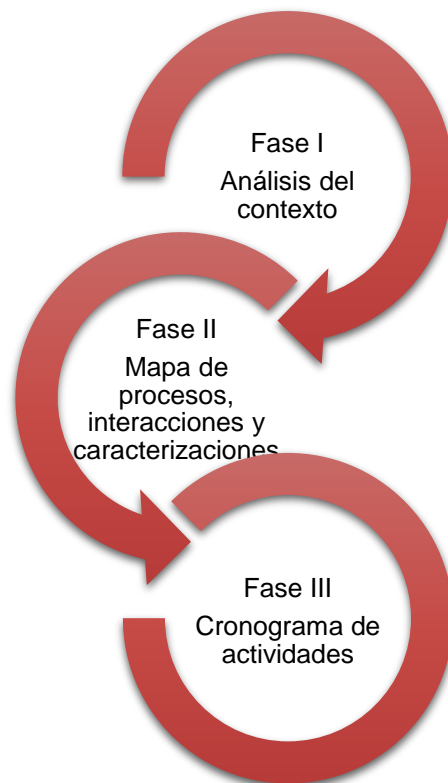 Fase I
Análisis del
contexto
Fase II
Mapa de
procesos,
interacciones y
caracterizaciones
Fase III
Cronograma de
actividades